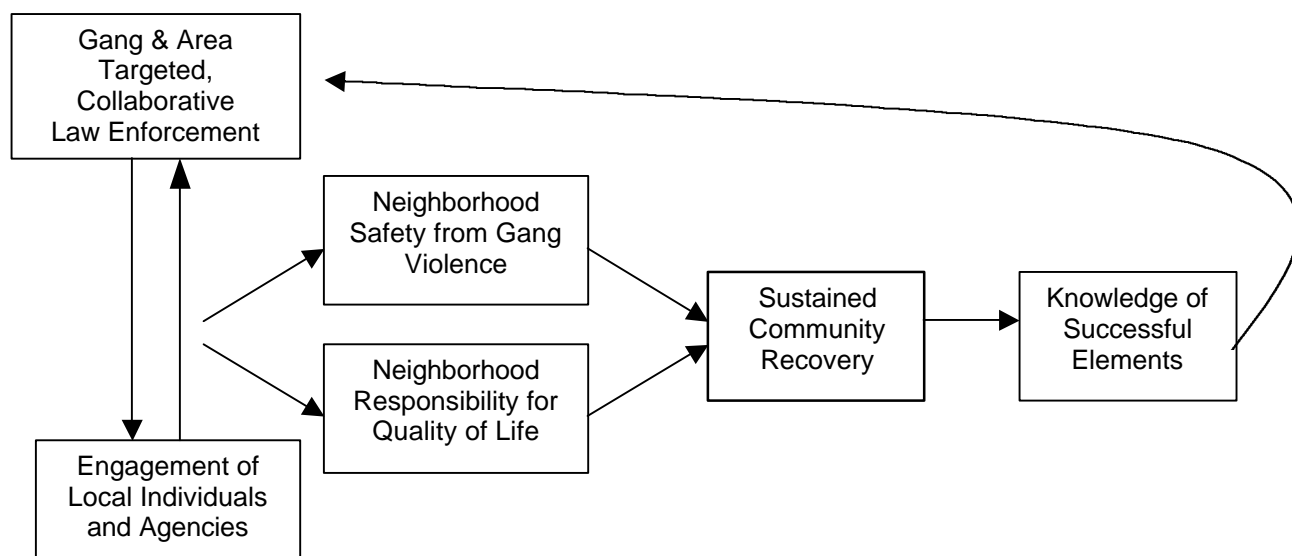 Gang & Area
Targeted,
Collaborative
Law Enforcement
Neighborhood
Safety from Gang
Violence
Neighborhood
Responsibility for
Quality of Life
Engagement of
Local Individuals
and Agencies
Sustained
Community
Recovery
Knowledge of
Successful
Elements